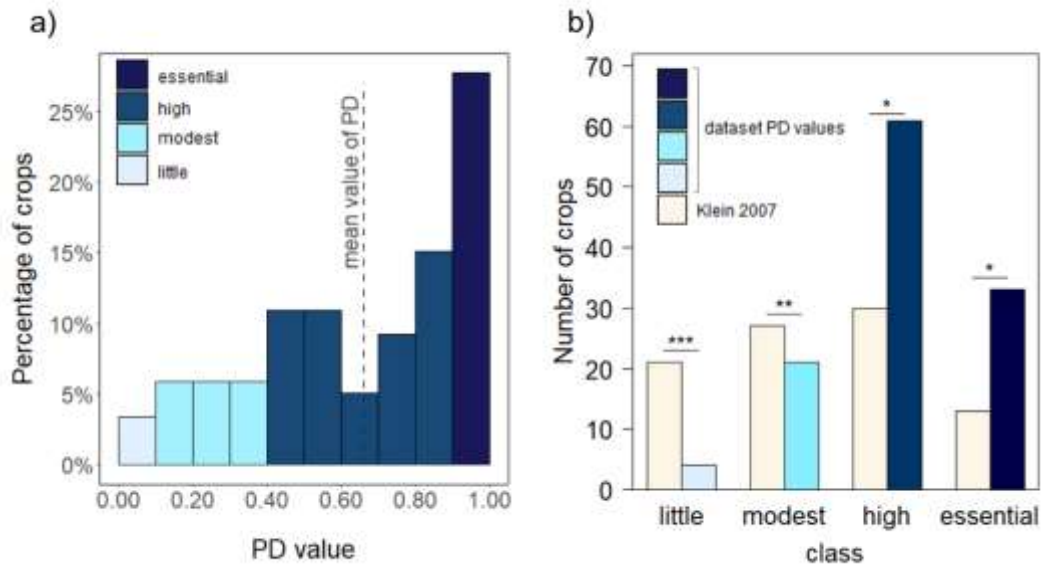 a)
essential
high
modest
little
mean value of PD
Percentage of crops
25%
20%
15%
10%
5%
0%
0.00 0.20 0.40 0.60 0.80 1.00
PD value
b)
dataset PD values
Klein 2007
Number of crops
70
60
50
40
30
20
10
0
***
**
*
*
little modest high essential
class